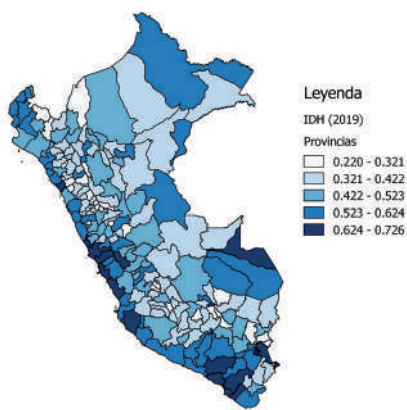 Leyenda
IDH (2019)
Provincias
0.220 - 0.321
0.321 - 0.422
0.422 - 0.523
0.523 - 0.624
0.624 - 0.726